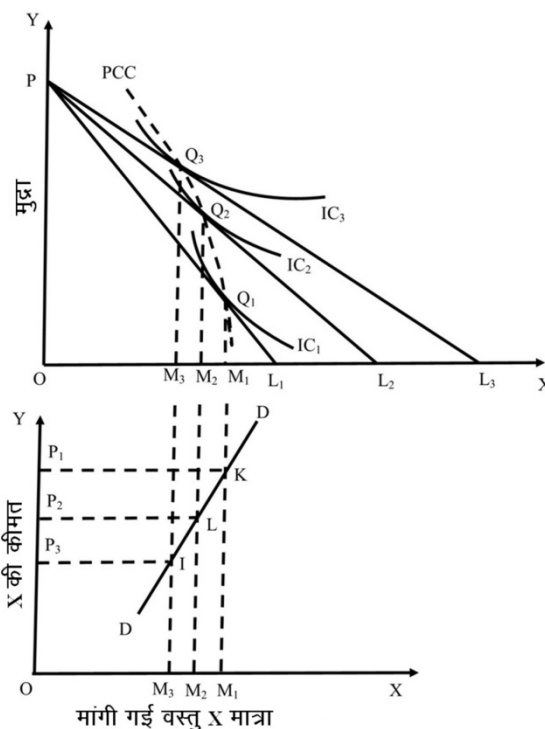 Y
PCC
P
Q₃
मुद्रा
Q₂
IC₃
IC₂
Q₁
IC₁
O M₃ M₂ M₁ L₁ L₂ L₃ X
Y
D
P₁
K
P₂
L
P₃
I
X की कीमत
D
O M₃ M₂ M₁ X
मांगी गई वस्तु X मात्रा